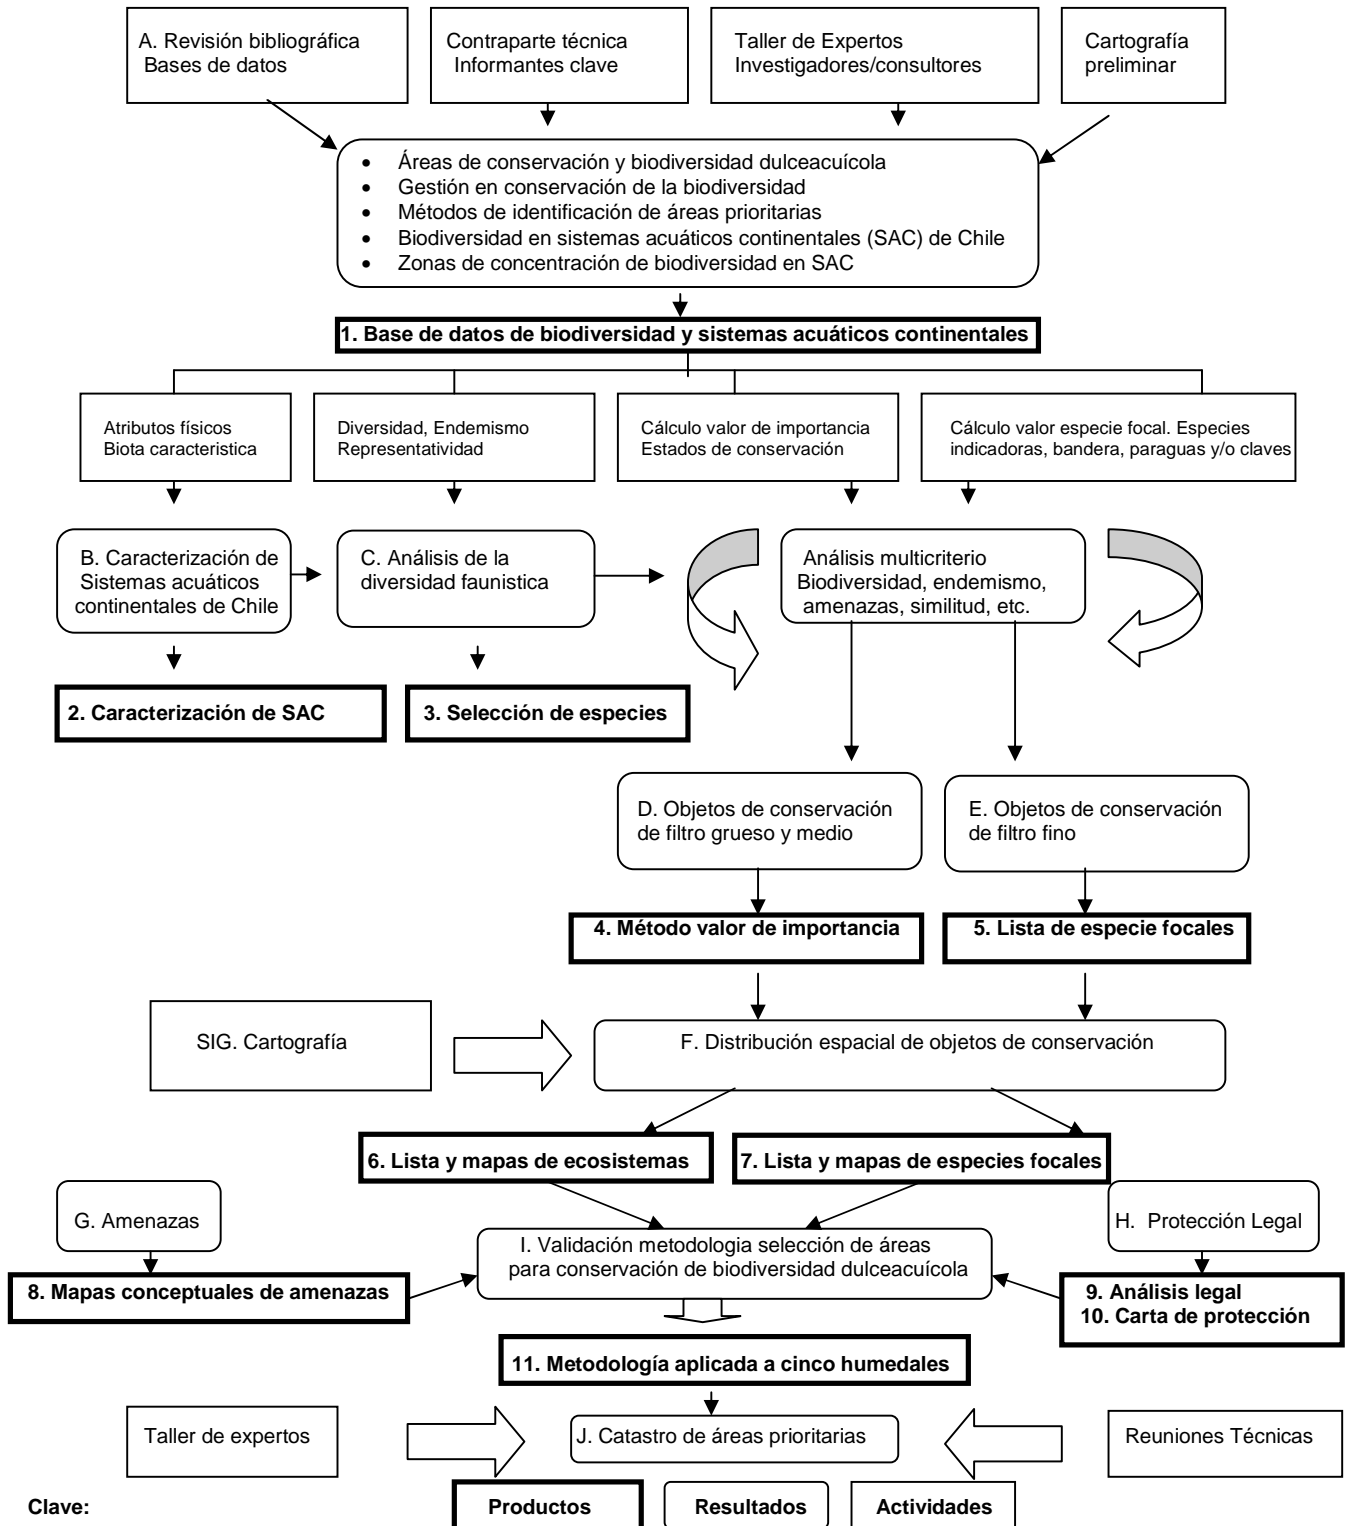 A. Revisión bibliográfica
Bases de datos
Contraparte técnica
Informantes clave
Taller de Expertos
Investigadores/consultores
Cartografía
preliminar
• Áreas de conservación y biodiversidad dulceacuícola
• Gestión en conservación de la biodiversidad
• Métodos de identificación de áreas prioritarias
• Biodiversidad en sistemas acuáticos continentales (SAC) de Chile
• Zonas de concentración de biodiversidad en SAC
1. Base de datos de biodiversidad y sistemas acuáticos continentales
Atributos físicos
Biota caracteristica
Diversidad, Endemismo
Representatividad
Cálculo valor de importancia
Estados de conservación
Cálculo valor especie focal. Especies
indicadoras, bandera, paraguas y/o claves
B. Caracterización de
Sistemas acuáticos
continentales de Chile
C. Análisis de la
diversidad faunistica
Análisis multicriterio
Biodiversidad, endemismo,
amenazas, similitud, etc.
2. Caracterización de SAC
3. Selección de especies
D. Objetos de conservación
de filtro grueso y medio
E. Objetos de conservación
de filtro fino
4. Método valor de importancia
5. Lista de especie focales
SIG. Cartografía
F. Distribución espacial de objetos de conservación
6. Lista y mapas de ecosistemas
7. Lista y mapas de especies focales
G. Amenazas
H. Protección Legal
I. Validación metodologia selección de áreas
para conservación de biodiversidad dulceacuícola
8. Mapas conceptuales de amenazas
9. Análisis legal
10. Carta de protección
11. Metodología aplicada a cinco humedales
Taller de expertos
J. Catastro de áreas prioritarias
Reuniones Técnicas
Clave:
Productos
Resultados
Actividades